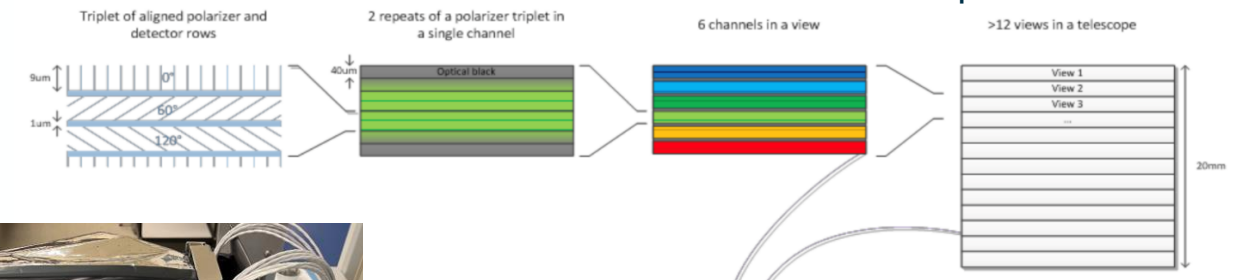 Triplet of aligned polarizer and
detector rows
2 repeats of a polarizer triplet in
a single channel
6 channels in a view
>12 views in a telescope
9um
0°
60°
1um
120°
40um
Optical black
View 1
View 2
View 3
...
20mm